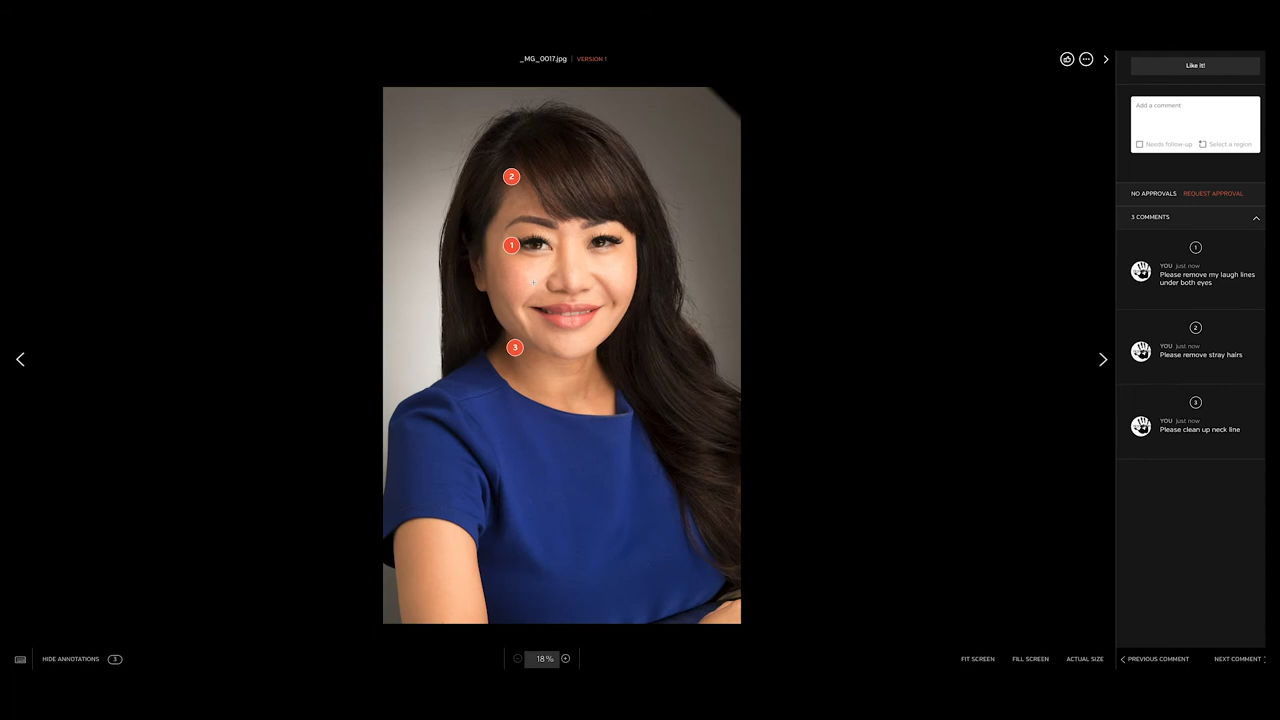 _MG_0017.jpg | VERSION 1
Like it!
Add a comment
Needs follow-up
Select a region
NO APPROVALS REQUEST APPROVAL
3 COMMENTS
1
YOU just now
Please remove my laugh lines
under both eyes
2
YOU just now
Please remove stray hairs
3
YOU just now
Please clean up neck line
2
1
3
HIDE ANNOTATIONS 3
18%
FIT SCREEN
FILL SCREEN
ACTUAL SIZE
PREVIOUS COMMENT
NEXT COMMENT